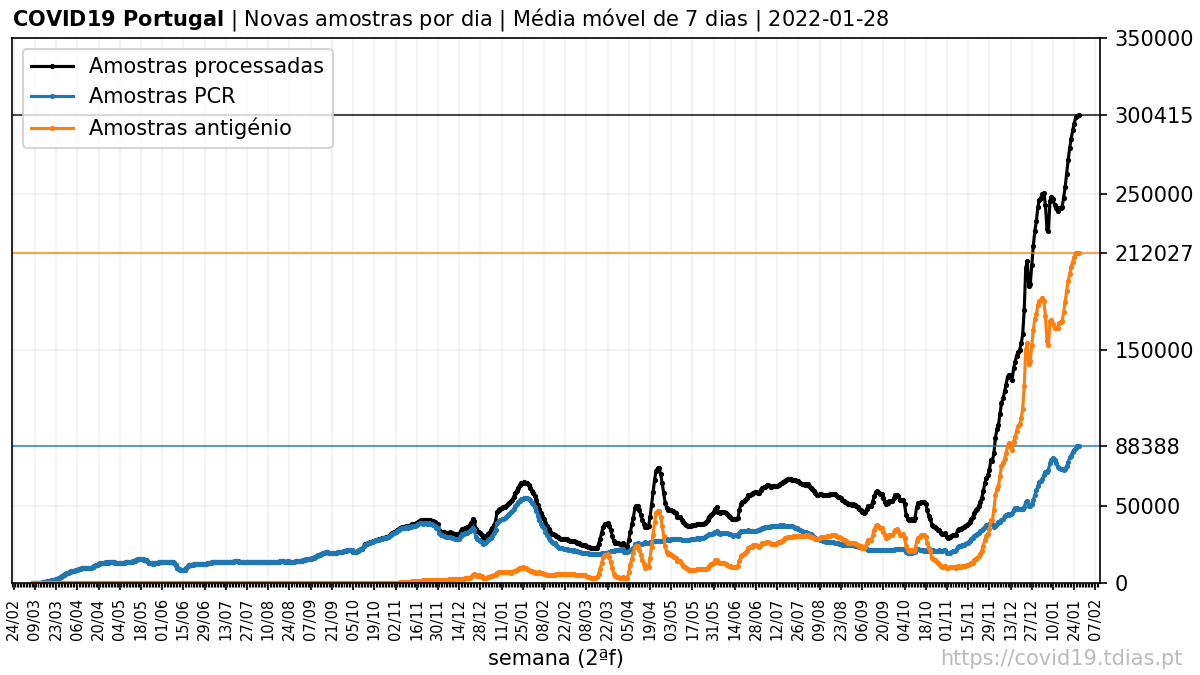 COVID19 Portugal | Novas amostras por dia | Média móvel de 7 dias | 2022-01-28
Amostras processadas
Amostras PCR
Amostras antigénio
350000
300415
250000
212027
150000
88388
50000
0
24/02 09/03 23/03 06/04 20/04 04/05 18/05 01/06 15/06 29/06 13/07 27/07 10/08 24/08 07/09 21/09 05/10 19/10 02/11 16/11 30/11 14/12 28/12 11/01 25/01 08/02 22/02 08/03 22/03 05/04 19/04 03/05 17/05 31/05 14/06 28/06 12/07 26/07 09/08 23/08 06/09 20/09 04/10 18/10 01/11 15/11 29/11 13/12 27/12 10/01 24/01 07/02
semana (2ªf)
https://covid19.tdias.pt